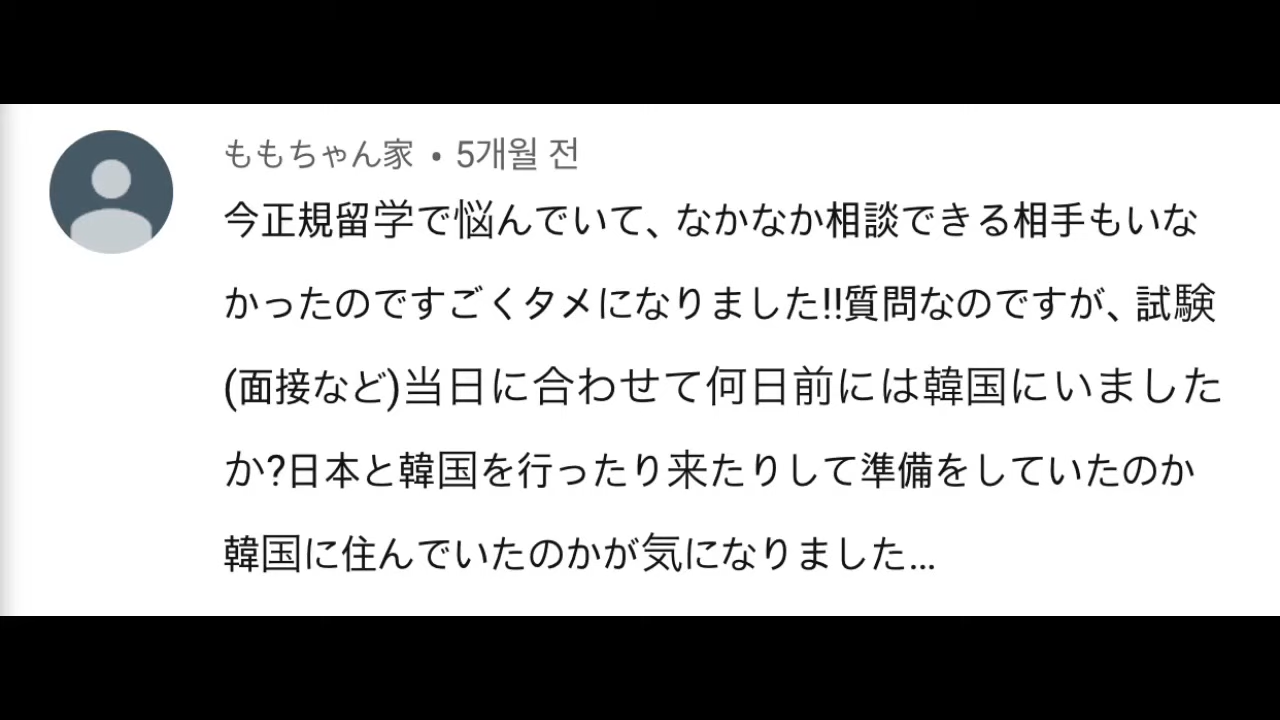 ももちゃん家 • 5개월 전
今正規留学で悩んでいて、なかなか相談できる相手もいな
かったのですごくタメになりました!!質問なのですが、試験
(面接など)当日に合わせて何日前には韓国にいました
か?日本と韓国を行ったり来たりして準備をしていたのか
韓国に住んでいたのかが気になりました...